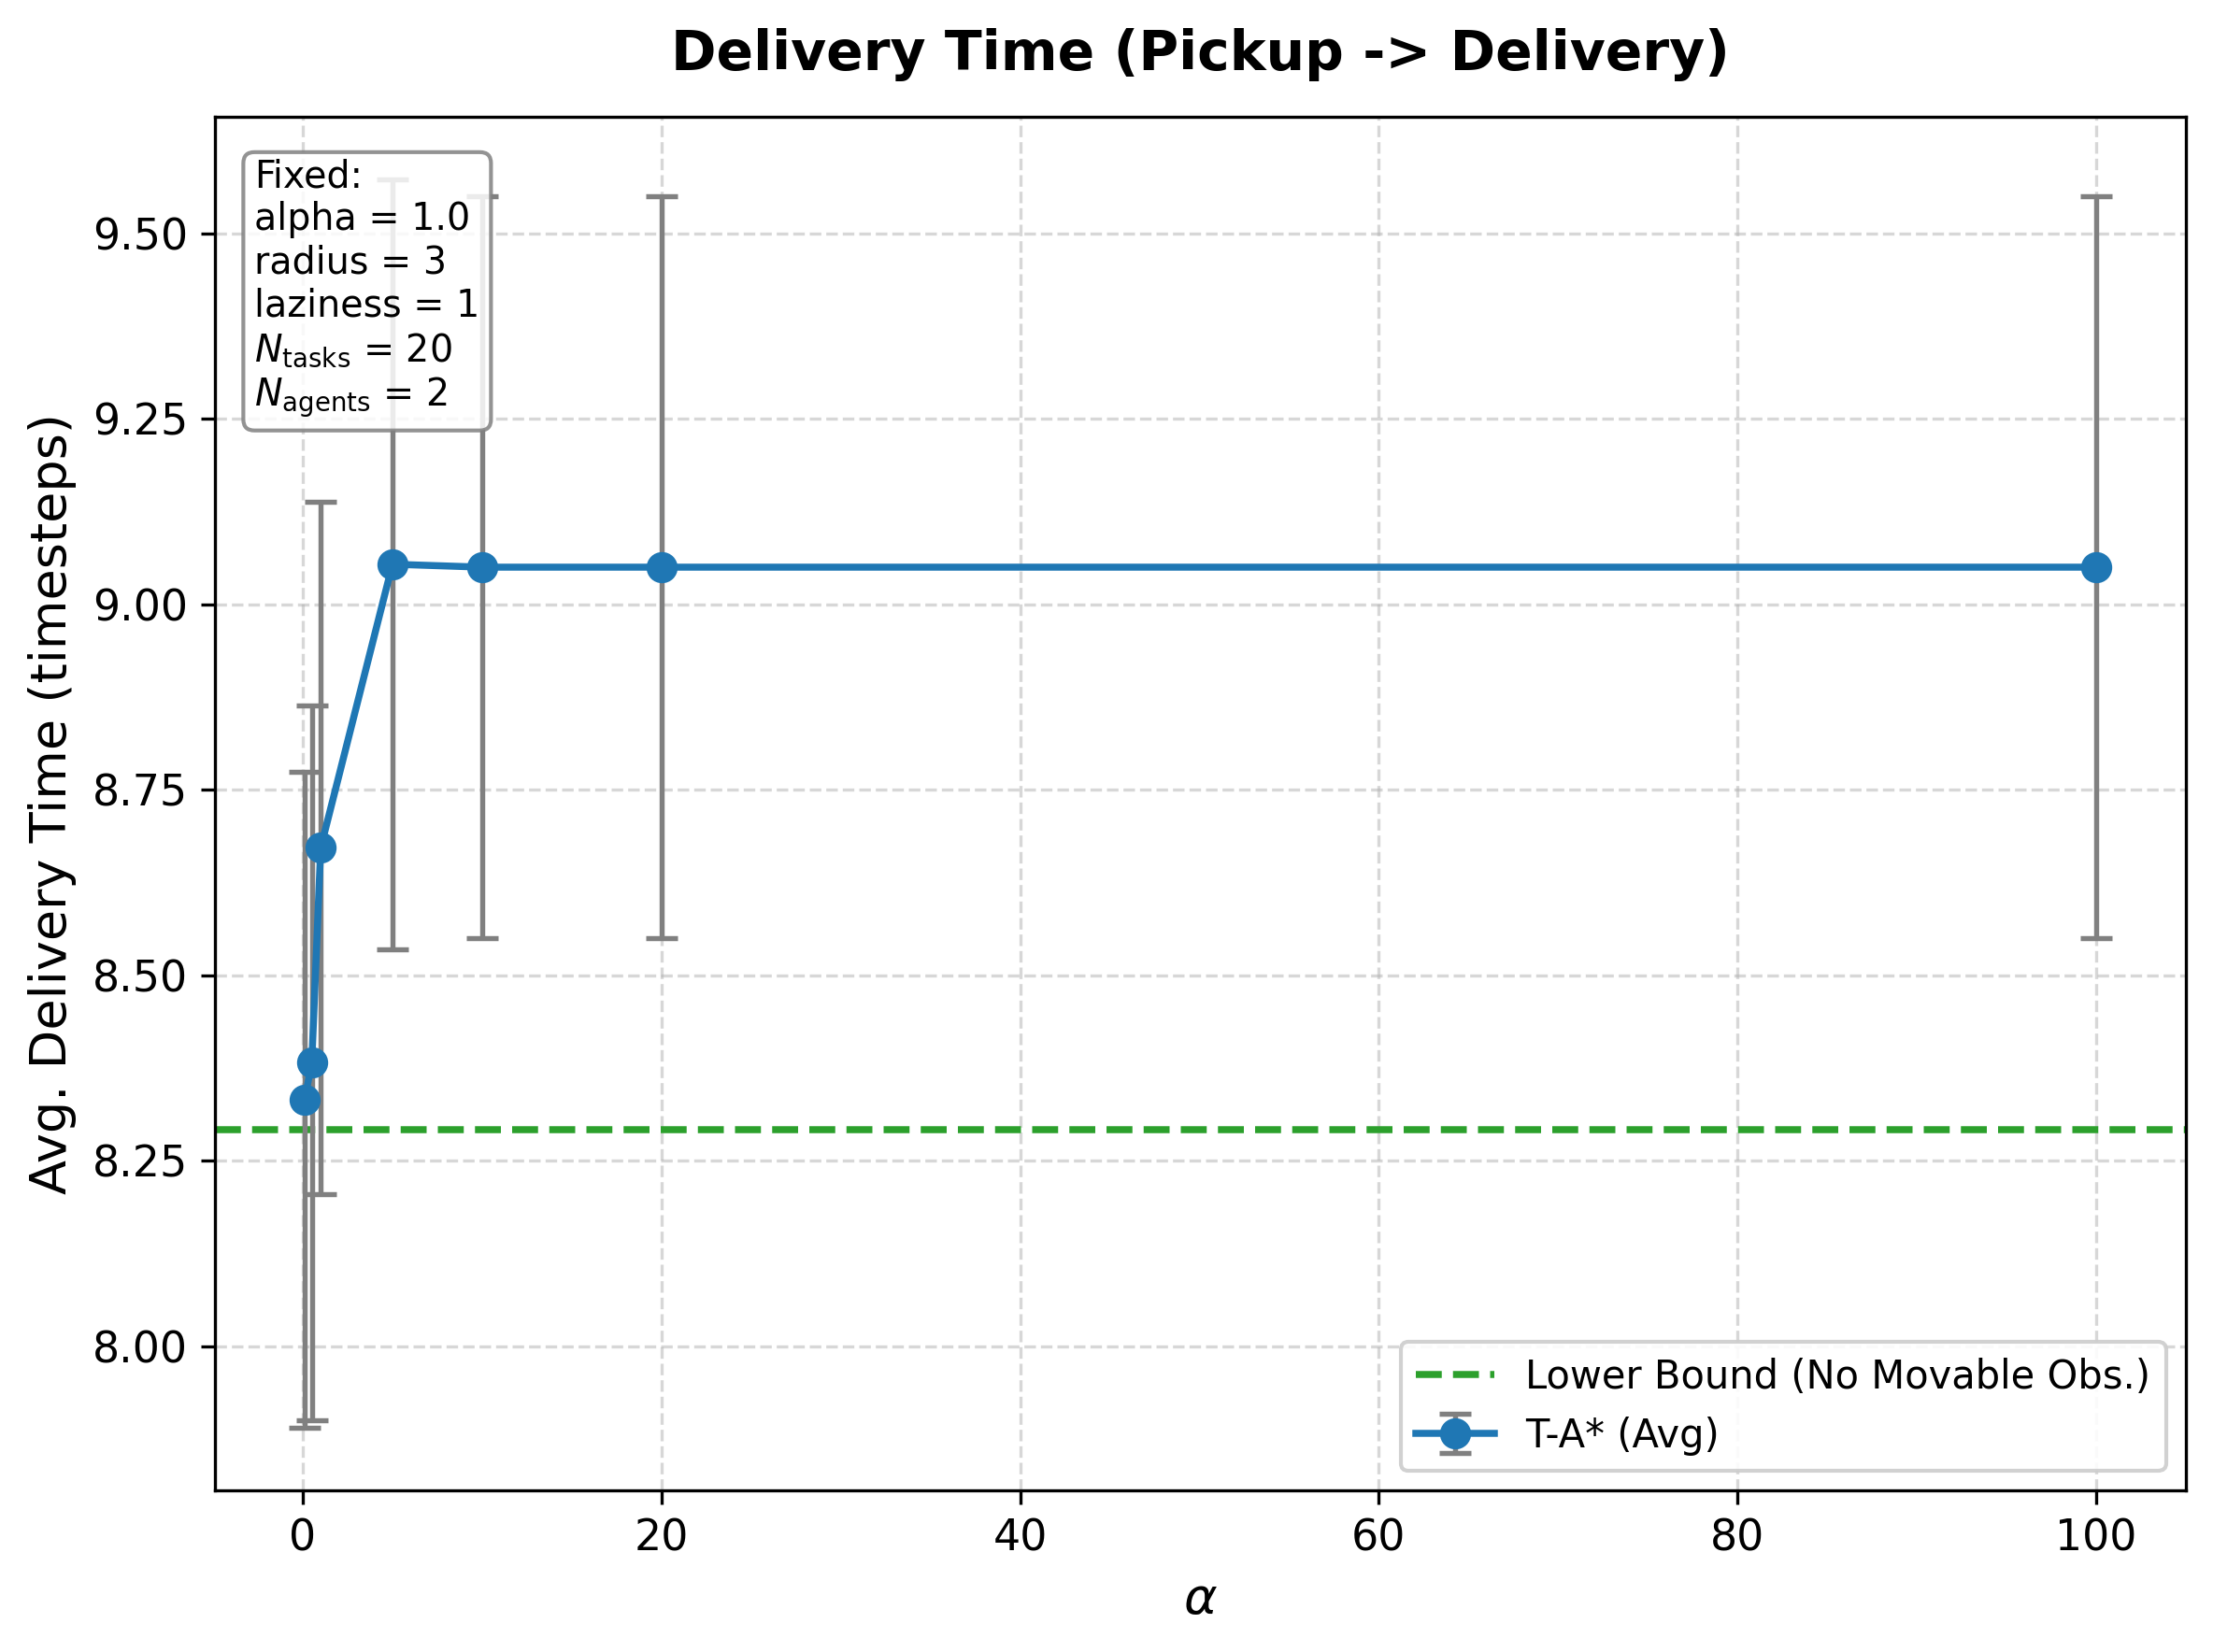 Delivery Time (Pickup -> Delivery)
Fixed:
alpha = 1.0
radius = 3
laziness = 1
N_tasks = 20
N_agents = 2
Avg. Delivery Time (timesteps)
9.50
9.25
9.00
8.75
8.50
8.25
8.00
Lower Bound (No Movable Obs.)
T-A* (Avg)
0 20 40 60 80 100
α